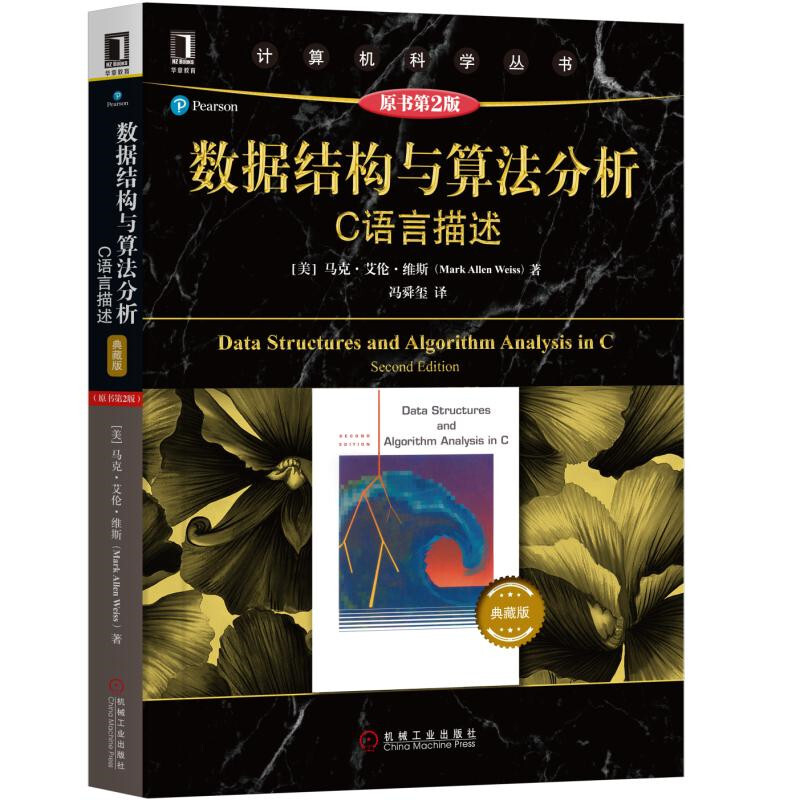 HZ BOOKS
华章教育
Pearson
数据结构与算法分析
C语言描述
典藏版
(原书第2版)
[美] 马克·艾伦·维斯 (Mark Allen Weiss) 著
机械工业出版社
China Machine Press
HZ BOOKS
华章教育
计算机科学丛书
Pearson
原书第2版
数据结构与算法分析
C语言描述
[美] 马克·艾伦·维斯 (Mark Allen Weiss) 著
冯舜玺 译
Data Structures and Algorithm Analysis in C
Second Edition
Data Structures
and
Algorithm Analysis in C
SECOND
EDITION
典藏版
机械工业出版社
China Machine Press